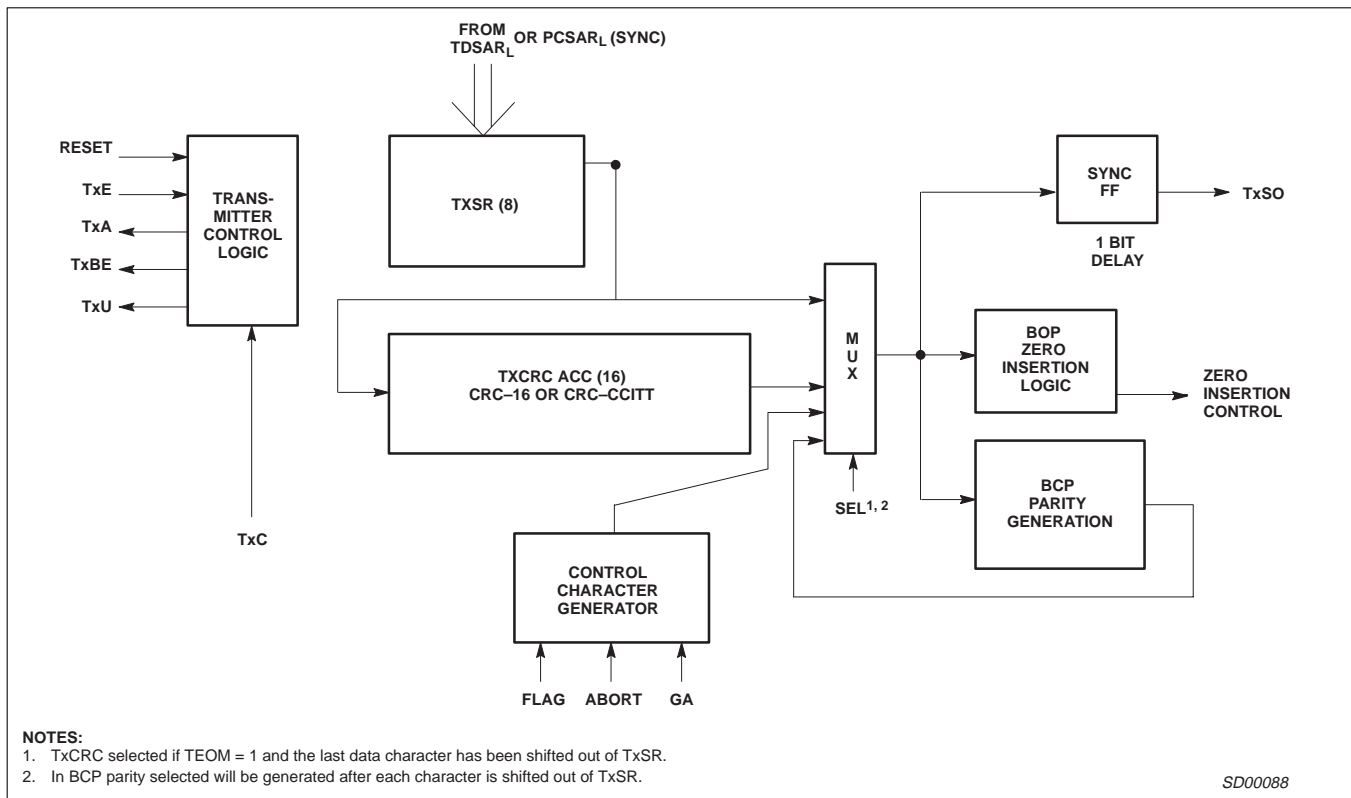 FROM
TDSARL OR PCSARL (SYNC)
RESET
TxE
TxA
TxBE
TxU
TRANS-
MITTER
CONTROL
LOGIC
TxC
TXSR (8)
TXCRC ACC (16)
CRC–16 OR CRC–CCITT
M
U
X
SEL1, 2
CONTROL
CHARACTER
GENERATOR
FLAG
ABORT
GA
SYNC
FF
1 BIT
DELAY
TxSO
BOP
ZERO
INSERTION
LOGIC
ZERO
INSERTION
CONTROL
BCP
PARITY
GENERATION
NOTES:
1. TxCRC selected if TEOM = 1 and the last data character has been shifted out of TxSR.
2. In BCP parity selected will be generated after each character is shifted out of TxSR.
SD00088